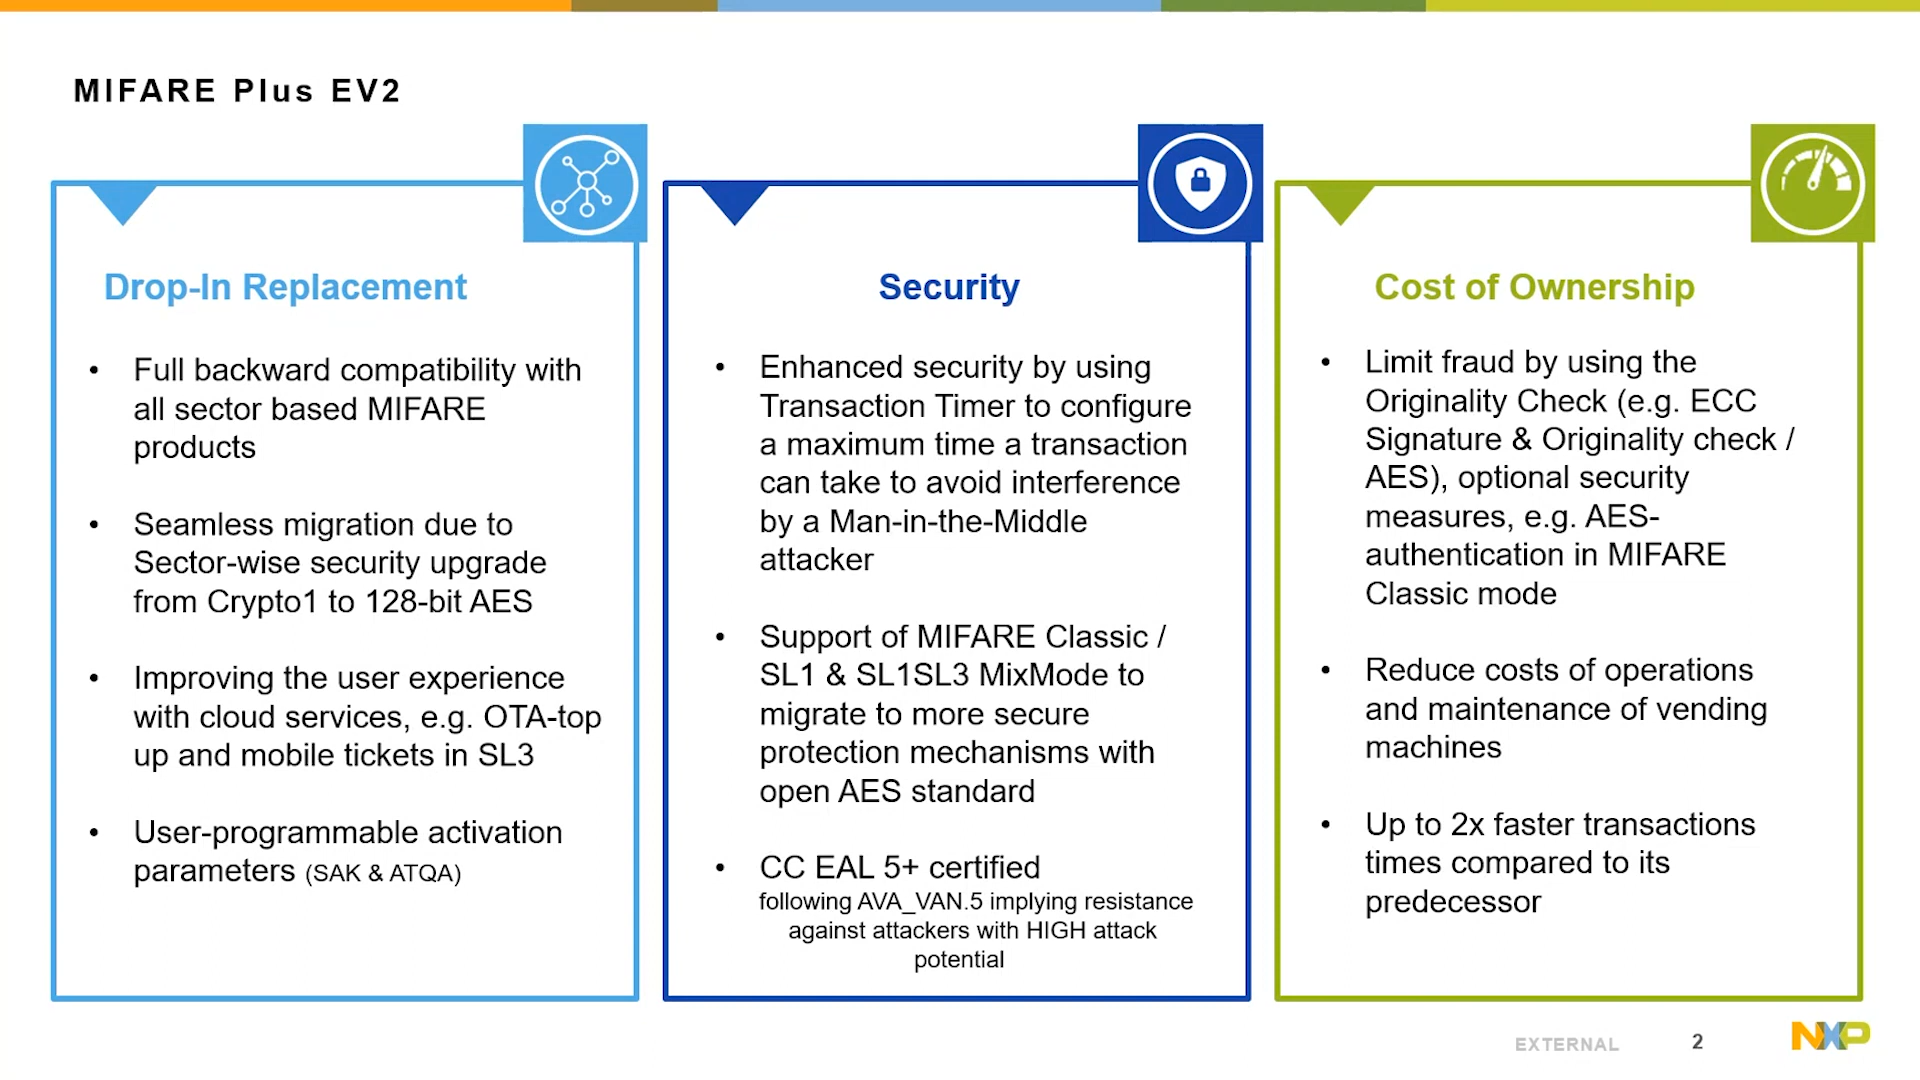 MIFARE Plus EV2
Drop-In Replacement
• Full backward compatibility with
all sector based MIFARE
products
• Seamless migration due to
Sector-wise security upgrade
from Crypto1 to 128-bit AES
• Improving the user experience
with cloud services, e.g. OTA-top
up and mobile tickets in SL3
• User-programmable activation
parameters (SAK & ATQA)
Security
• Enhanced security by using
Transaction Timer to configure
a maximum time a transaction
can take to avoid interference
by a Man-in-the-Middle
attacker
• Support of MIFARE Classic /
SL1 & SL1SL3 MixMode to
migrate to more secure
protection mechanisms with
open AES standard
• CC EAL 5+ certified
following AVA_VAN.5 implying resistance
against attackers with HIGH attack
potential
Cost of Ownership
• Limit fraud by using the
Originality Check (e.g. ECC
Signature & Originality check /
AES), optional security
measures, e.g. AES-
authentication in MIFARE
Classic mode
• Reduce costs of operations
and maintenance of vending
machines
• Up to 2x faster transactions
times compared to its
predecessor
EXTERNAL
2
NXP